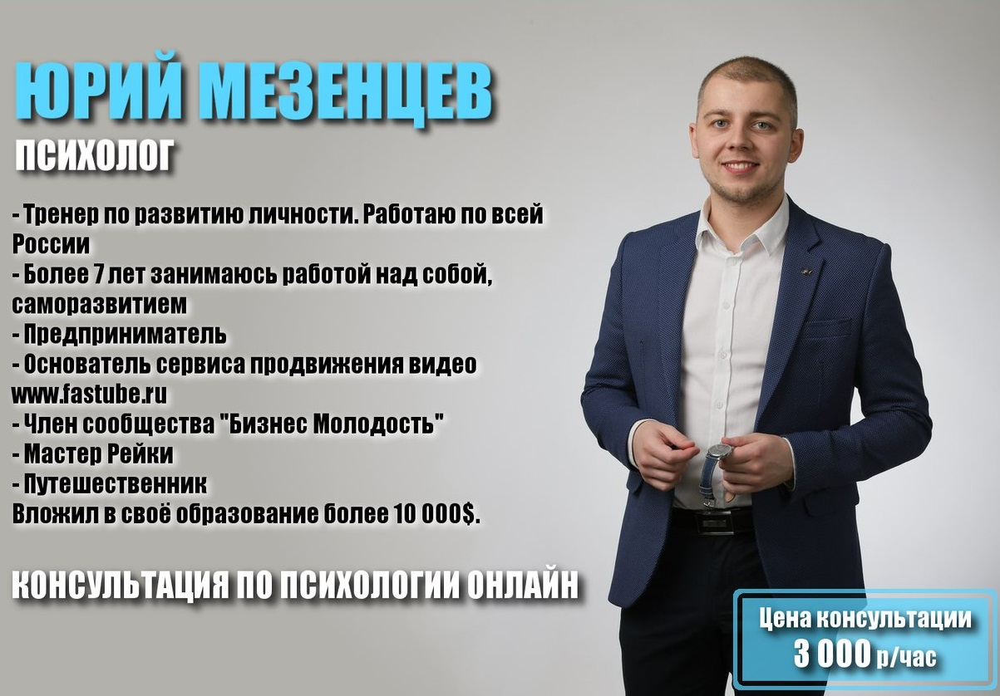 ЮРИЙ МЕЗЕНЦЕВ
ПСИХОЛОГ
- Тренер по развитию личности. Работаю по всей
России
- Более 7 лет занимаюсь работой над собой,
саморазвитием
- Предприниматель
- Основатель сервиса продвижения видео
www.fastube.ru
- Член сообщества "Бизнес Молодость"
- Мастер Рейки
- Путешественник
Вложил в своё образование более 10 000$.
КОНСУЛЬТАЦИЯ ПО ПСИХОЛОГИИ ОНЛАЙН
Цена консультации
3 000 р/час